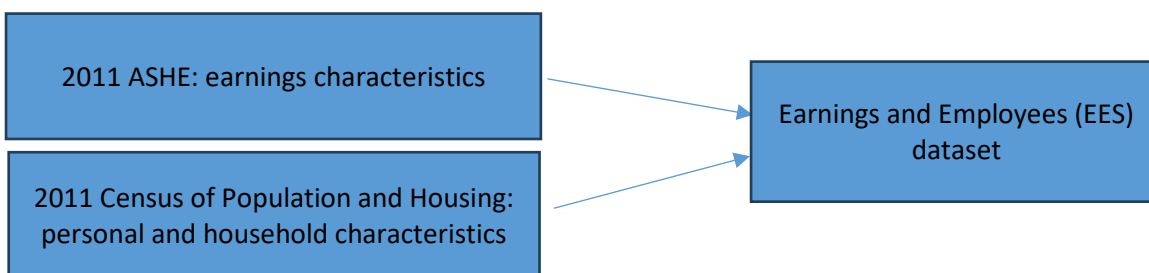 2011 ASHE: earnings characteristics
2011 Census of Population and Housing:
personal and household characteristics
Earnings and Employees (EES)
dataset